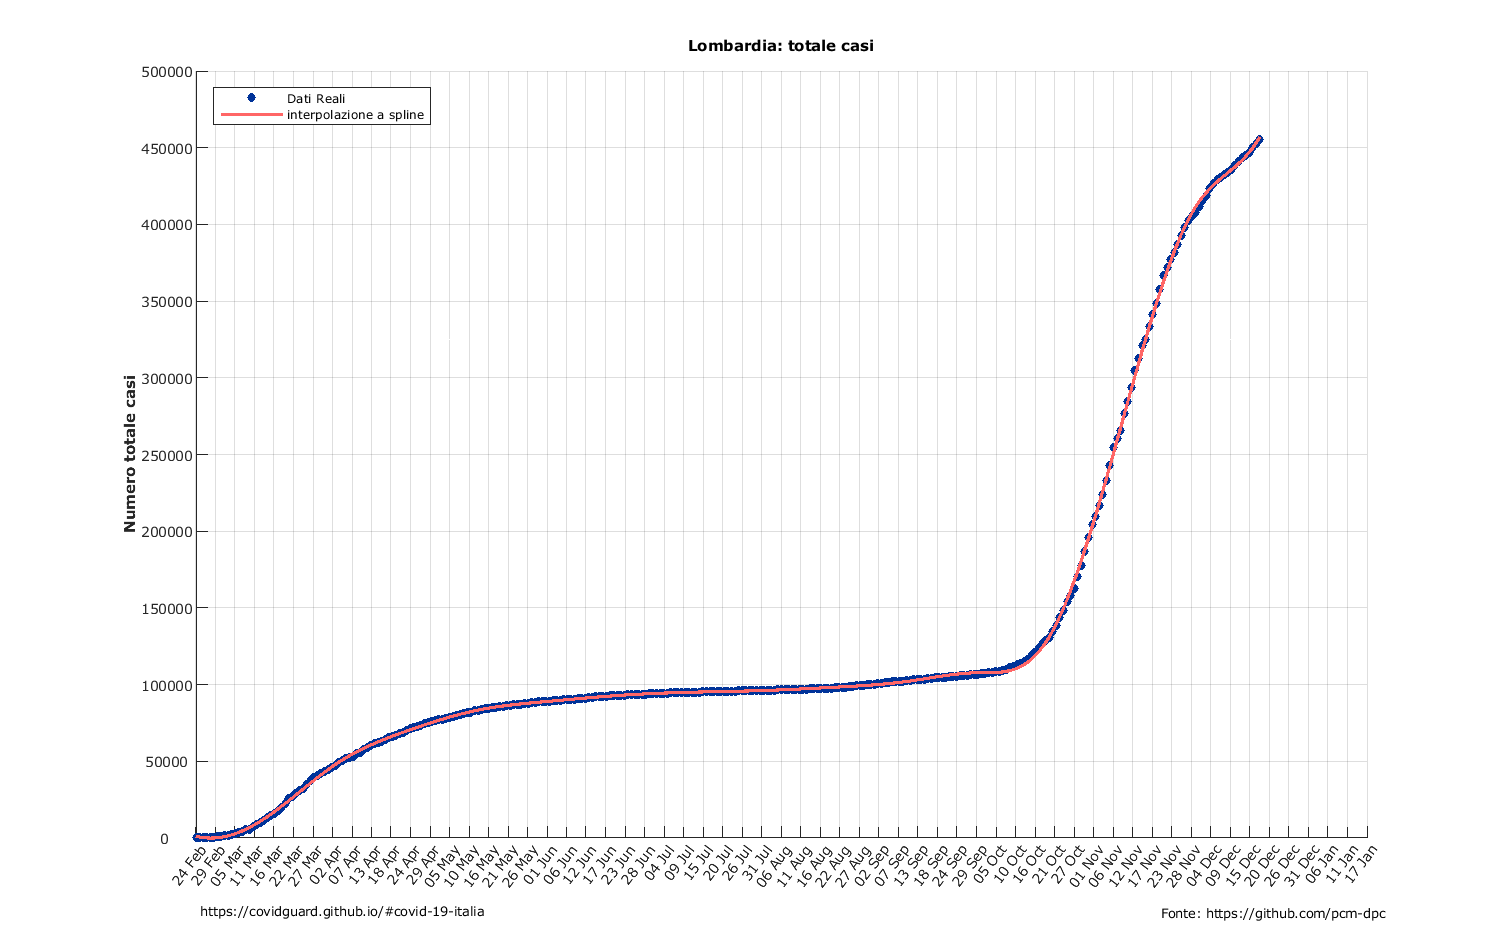 Lombardia: totale casi
500000
450000
400000
350000
300000
250000
200000
150000
100000
50000
0
Numero totale casi
Dati Reali
interpolazione a spline
24 Feb
29 Feb
05 Mar
11 Mar
16 Mar
22 Mar
27 Mar
02 Apr
07 Apr
13 Apr
18 Apr
24 Apr
29 Apr
05 May
10 May
16 May
21 May
26 May
01 Jun
06 Jun
12 Jun
17 Jun
23 Jun
28 Jun
04 Jul
09 Jul
15 Jul
20 Jul
26 Jul
31 Jul
06 Aug
11 Aug
16 Aug
22 Aug
27 Aug
02 Sep
07 Sep
13 Sep
18 Sep
24 Sep
29 Sep
05 Oct
10 Oct
16 Oct
21 Oct
27 Oct
01 Nov
06 Nov
12 Nov
17 Nov
23 Nov
28 Nov
04 Dec
09 Dec
15 Dec
20 Dec
26 Dec
31 Dec
06 Jan
11 Jan
17 Jan
https://covidguard.github.io/#covid-19-italia
Fonte: https://github.com/pcm-dpc